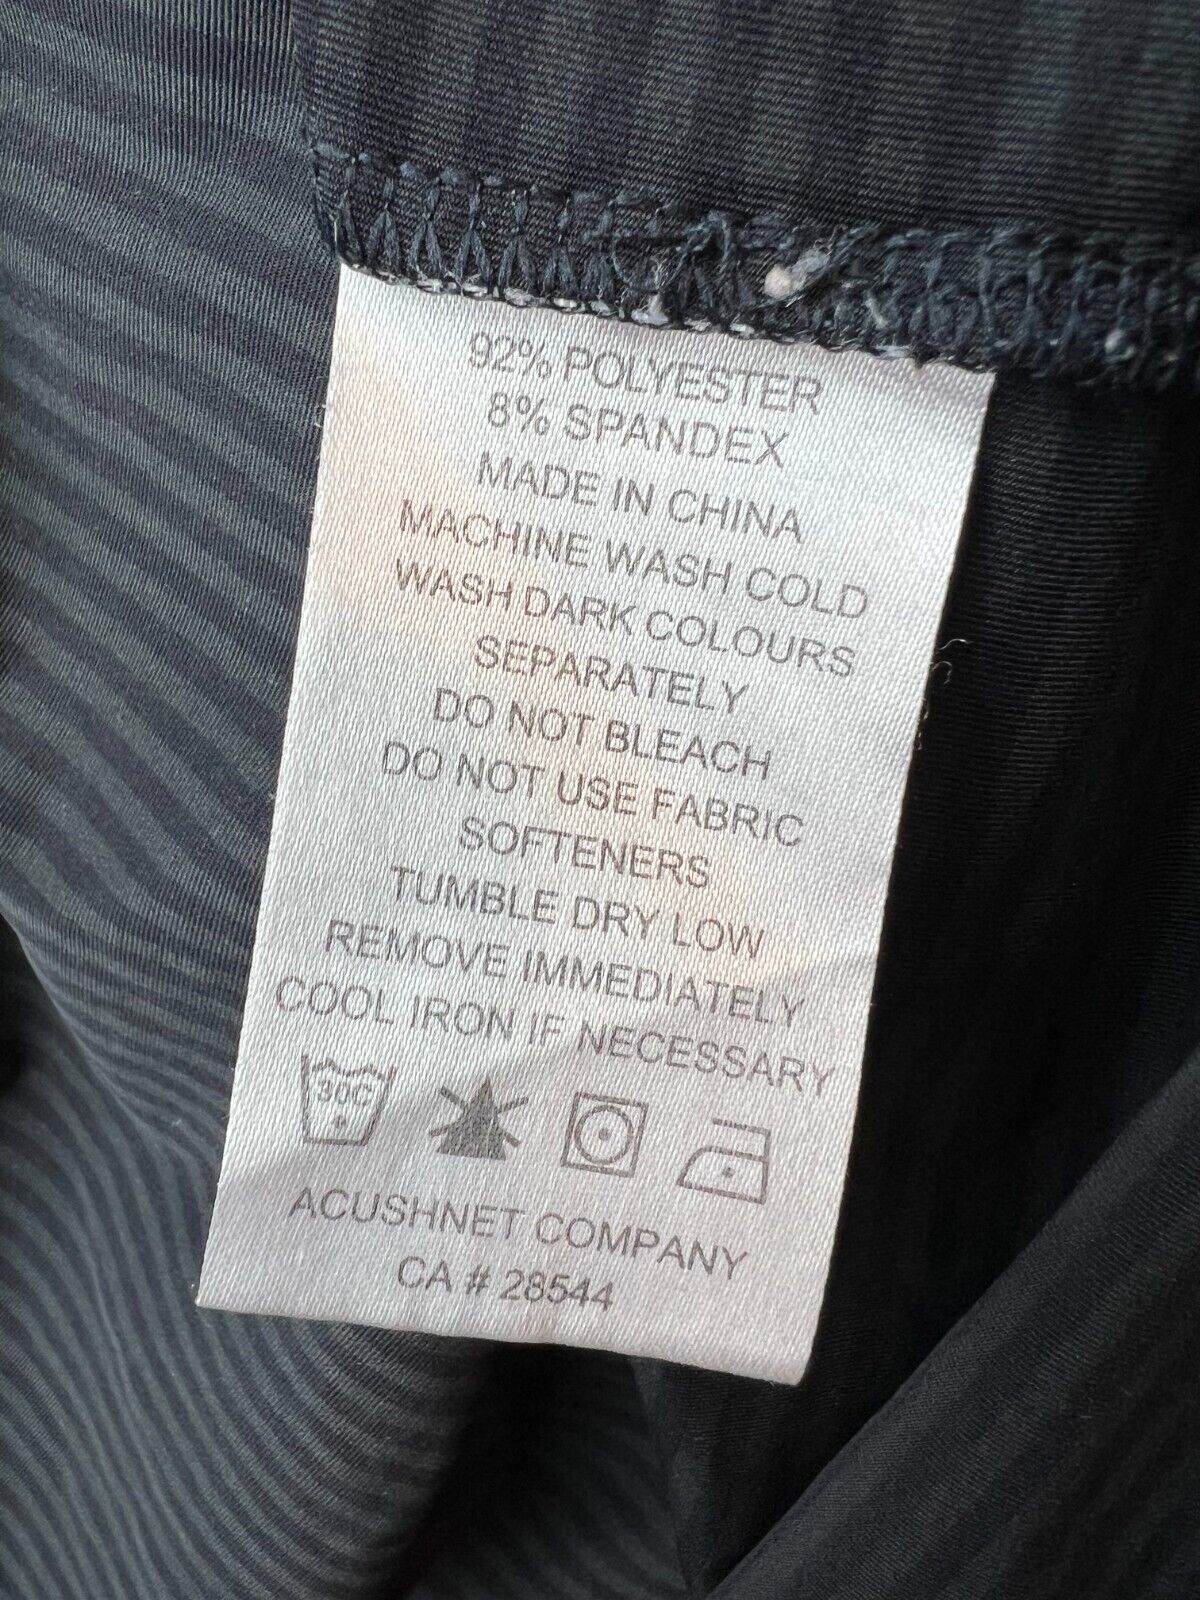 92% POLYESTER
8% SPANDEX
MADE IN CHINA
MACHINE WASH COLD
WASH DARK COLOURS
SEPARATELY
DO NOT BLEACH
DO NOT USE FABRIC
SOFTENERS
TUMBLE DRY LOW
REMOVE IMMEDIATELY
COOL IRON IF NECESSARY
30C
ACUSHNET COMPANY
CA # 28544